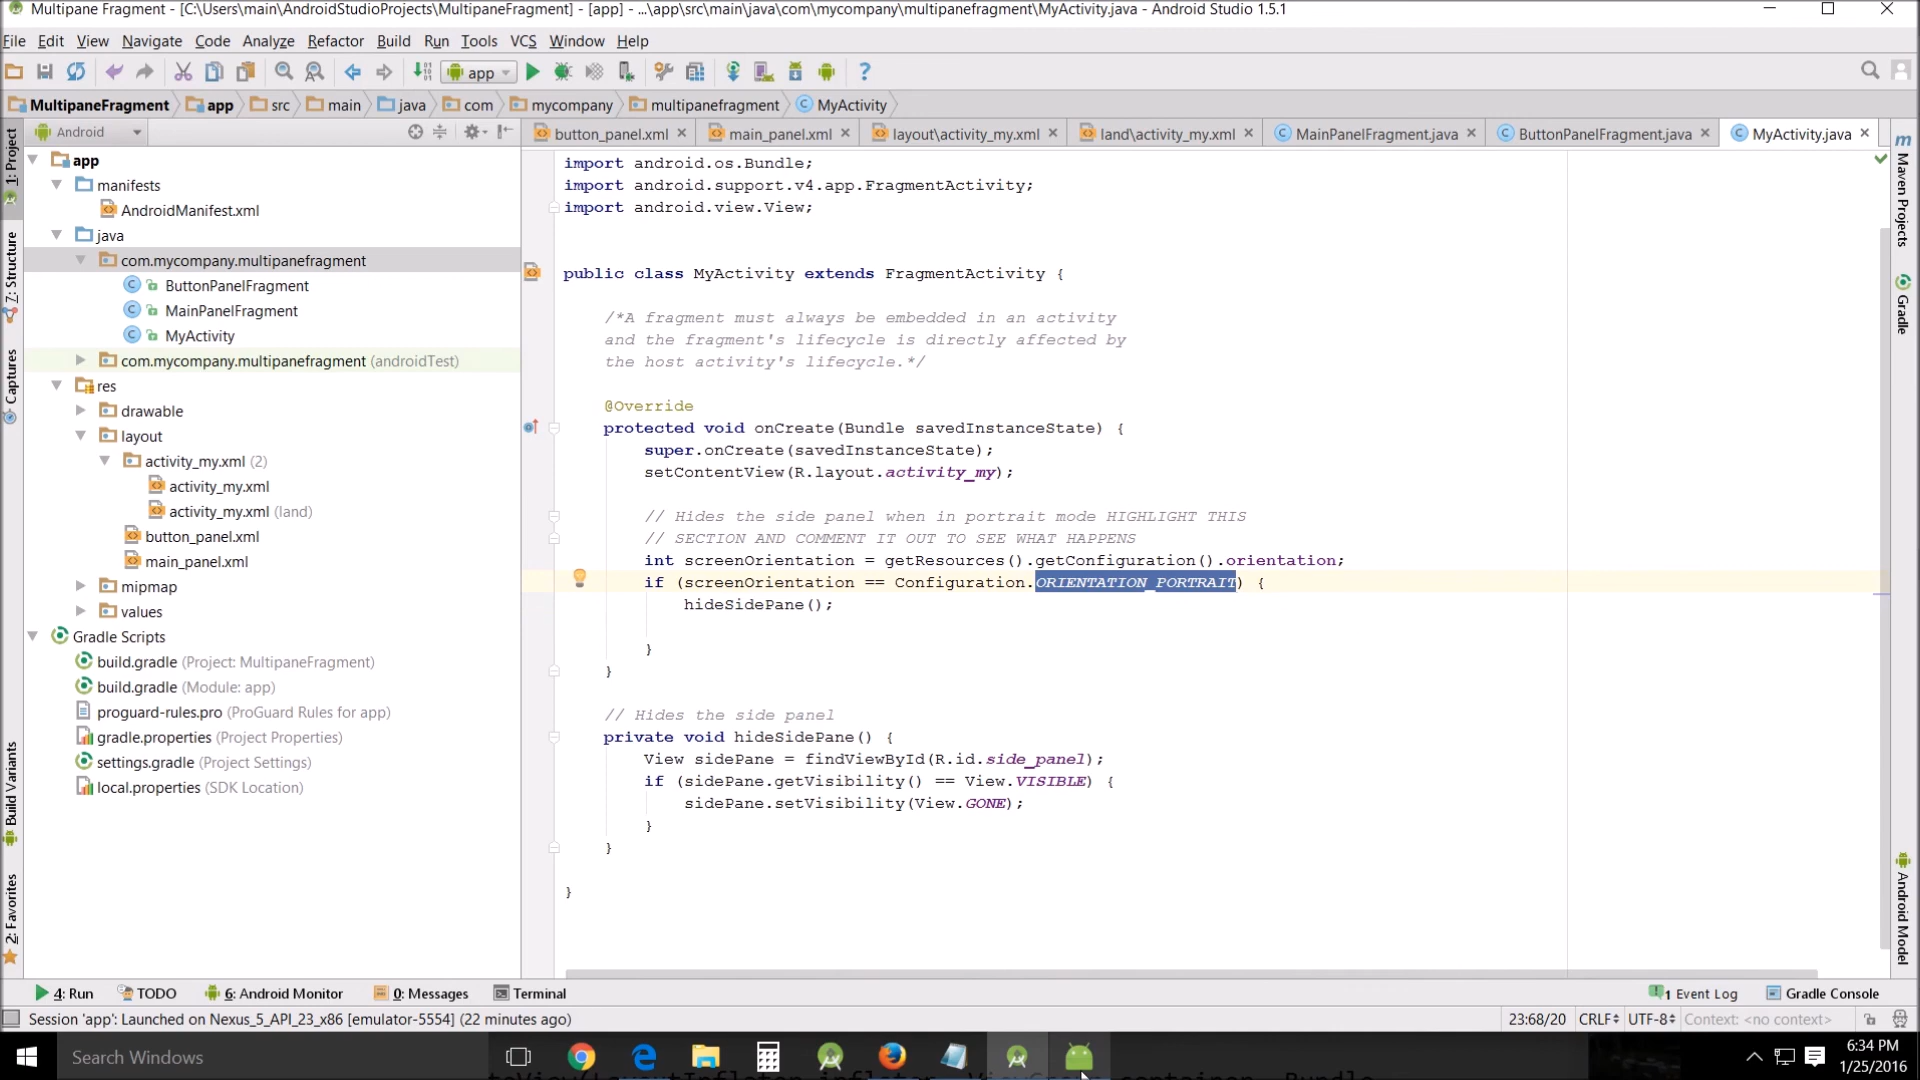 Multipane Fragment - [C:\Users\main\AndroidStudioProjects\MultipaneFragment] - [app] - ...\app\src\main\java\com\mycompany\multipanefragment\MyActivity.java - Android Studio 1.5.1
File Edit View Navigate Code Analyze Refactor Build Run Tools VCS Window Help
app
MultipaneFragment app src main java com mycompany multipanefragment MyActivity
Android
button_panel.xml main_panel.xml layout\activity_my.xml land\activity_my.xml MainPanelFragment.java ButtonPanelFragment.java MyActivity.java
1: Project
7: Structure
Captures
Build Variants
2: Favorites
app
manifests
AndroidManifest.xml
java
com.mycompany.multipanefragment
ButtonPanelFragment
MainPanelFragment
MyActivity
com.mycompany.multipanefragment (androidTest)
res
drawable
layout
activity_my.xml (2)
activity_my.xml
activity_my.xml (land)
button_panel.xml
main_panel.xml
mipmap
values
Gradle Scripts
build.gradle (Project: MultipaneFragment)
build.gradle (Module: app)
proguard-rules.pro (ProGuard Rules for app)
gradle.properties (Project Properties)
settings.gradle (Project Settings)
local.properties (SDK Location)
import android.os.Bundle;
import android.support.v4.app.FragmentActivity;
import android.view.View;
public class MyActivity extends FragmentActivity {
/*A fragment must always be embedded in an activity
and the fragment's lifecycle is directly affected by
the host activity's lifecycle.*/
@Override
protected void onCreate(Bundle savedInstanceState) {
super.onCreate(savedInstanceState);
setContentView(R.layout.activity_my);
// Hides the side panel when in portrait mode HIGHLIGHT THIS
// SECTION AND COMMENT IT OUT TO SEE WHAT HAPPENS
int screenOrientation = getResources().getConfiguration().orientation;
if (screenOrientation == Configuration.ORIENTATION_PORTRAIT) {
hideSidePane();
}
}
// Hides the side panel
private void hideSidePane() {
View sidePane = findViewById(R.id.side_panel);
if (sidePane.getVisibility() == View.VISIBLE) {
sidePane.setVisibility(View.GONE);
}
}
}
m Maven Projects
Gradle
Android Model
4: Run TODO 6: Android Monitor 0: Messages Terminal 1 Event Log Gradle Console
Session 'app': Launched on Nexus_5_API_23_x86 [emulator-5554] (22 minutes ago) 23:68/20 CRLF UTF-8 Context: <no context>
Search Windows
6:34 PM
1/25/2016